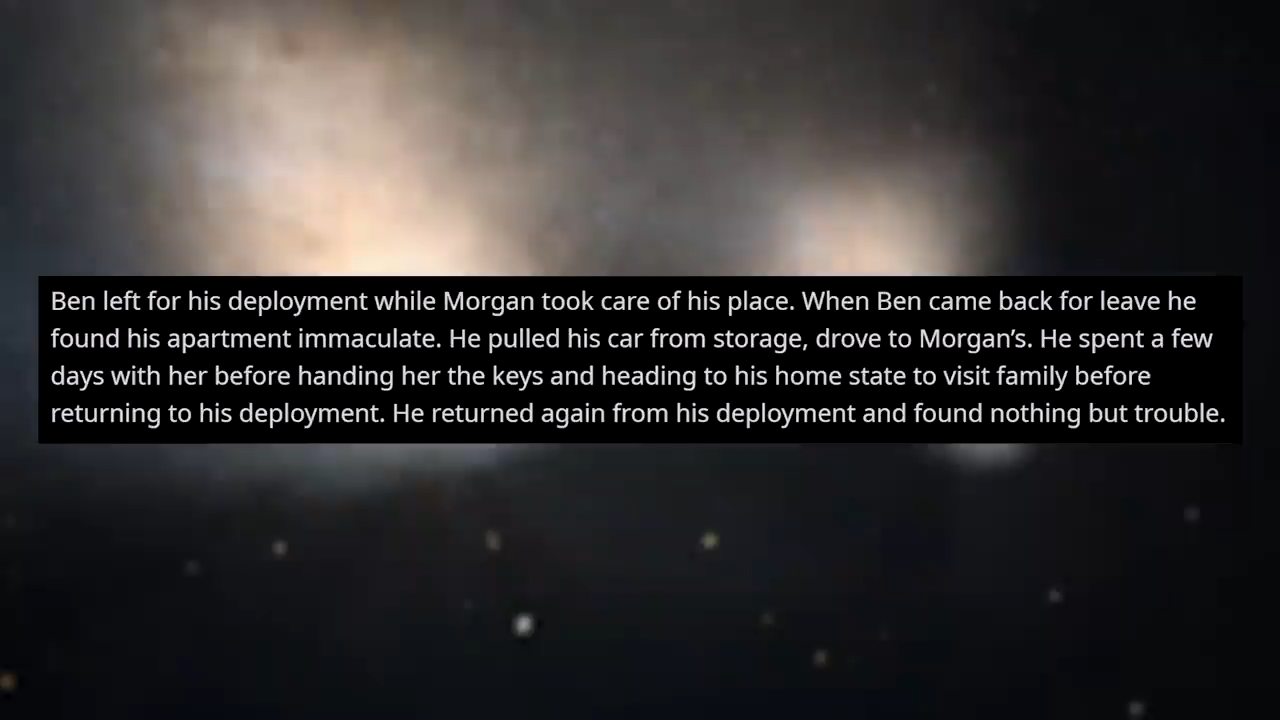 Ben left for his deployment while Morgan took care of his place. When Ben came back for leave he
found his apartment immaculate. He pulled his car from storage, drove to Morgan’s. He spent a few
days with her before handing her the keys and heading to his home state to visit family before
returning to his deployment. He returned again from his deployment and found nothing but trouble.